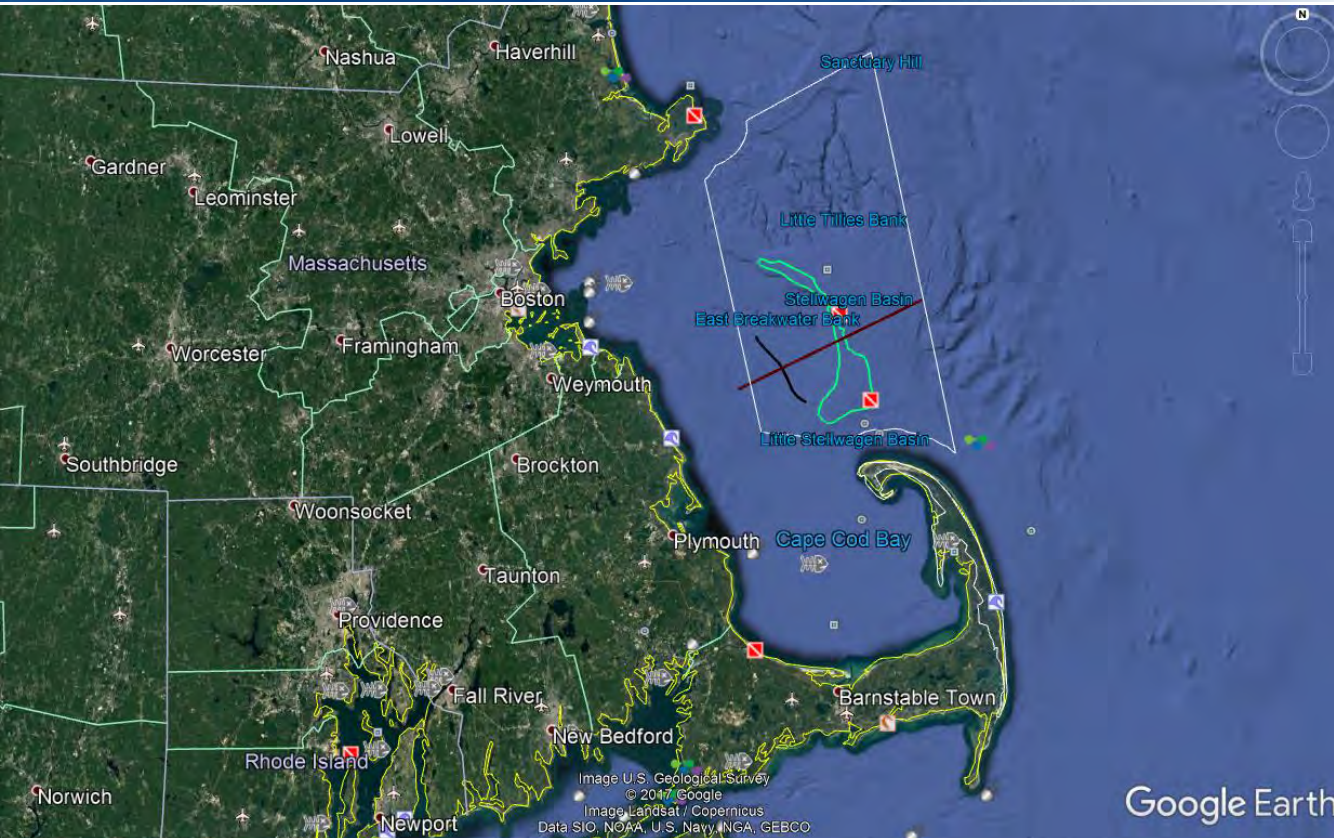 N
Sanctuary Hill
Haverhill
Nashua
Lowell
Gardner
Leominster
Little Tillies Bank
Massachusetts
Boston
Stellwagen Basin
East Breakwater Bank
Framingham
Worcester
Weymouth
Little Stellwagen Basin
Brockton
Southbridge
Woonsocket
Plymouth
Cape Cod Bay
Taunton
Providence
Fall River
Barnstable Town
New Bedford
Rhode Island
Norwich
Newport
Image U.S. Geological Survey
© 2017 Google
Image Landsat / Copernicus
Data SIO, NOAA, U.S. Navy, NGA, GEBCO
Google Earth